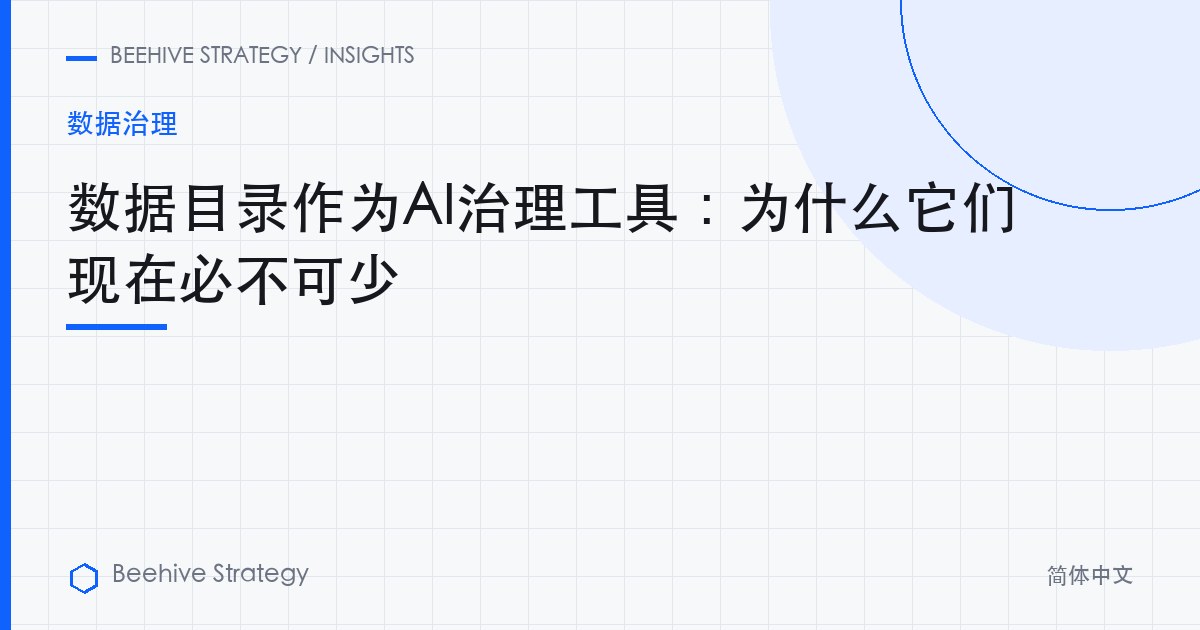 BEEHIVE STRATEGY / INSIGHTS
数据治理
数据目录作为AI治理工具：为什么它们
现在必不可少
Beehive Strategy
简体中文